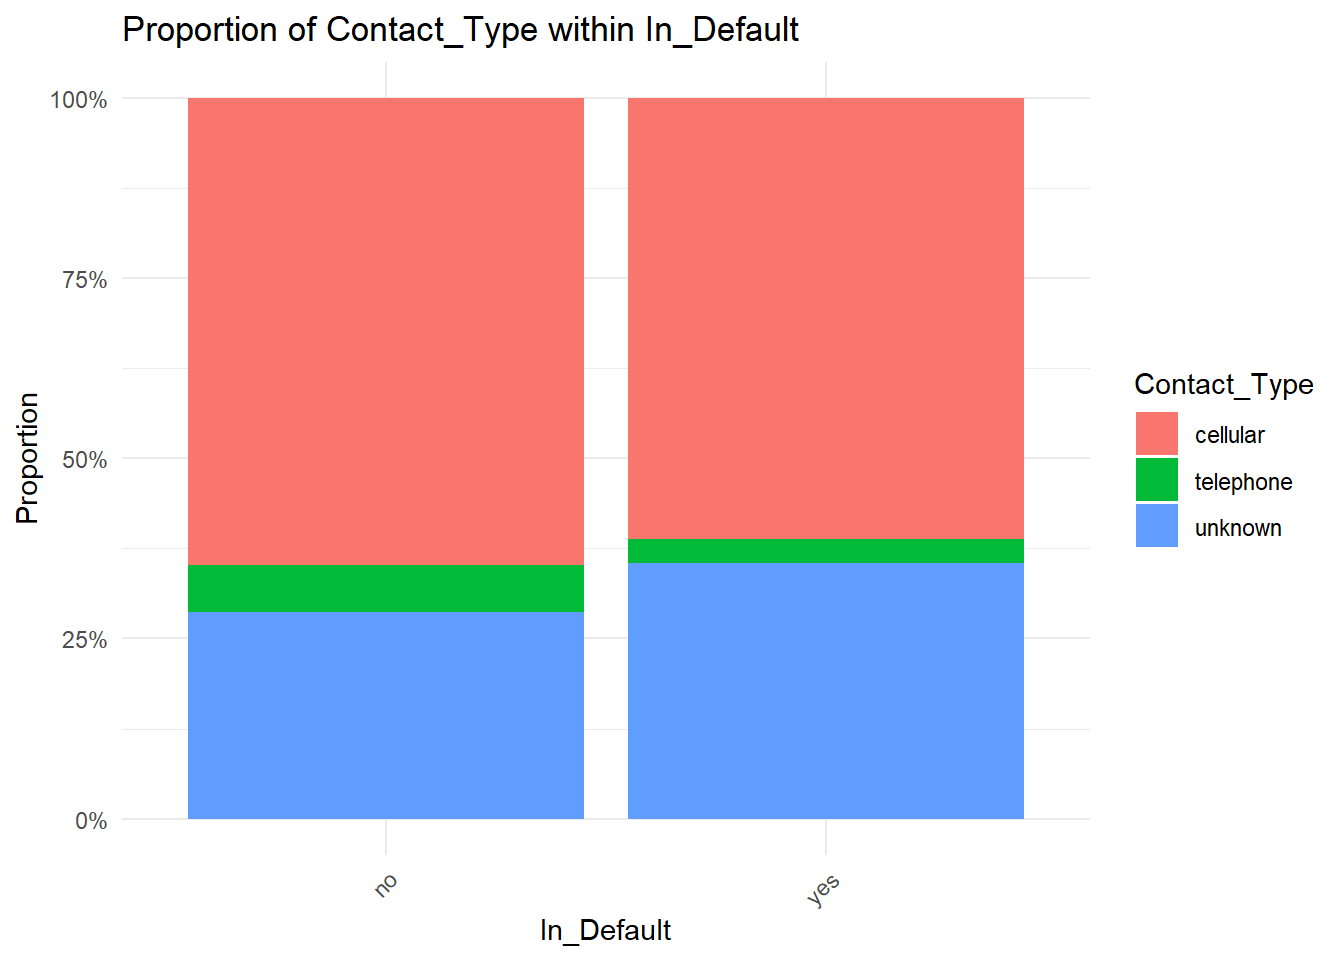 Proportion of Contact_Type within In_Default
100%
75%
50%
25%
0%
Proportion
no
yes
In_Default
Contact_Type
cellular
telephone
unknown